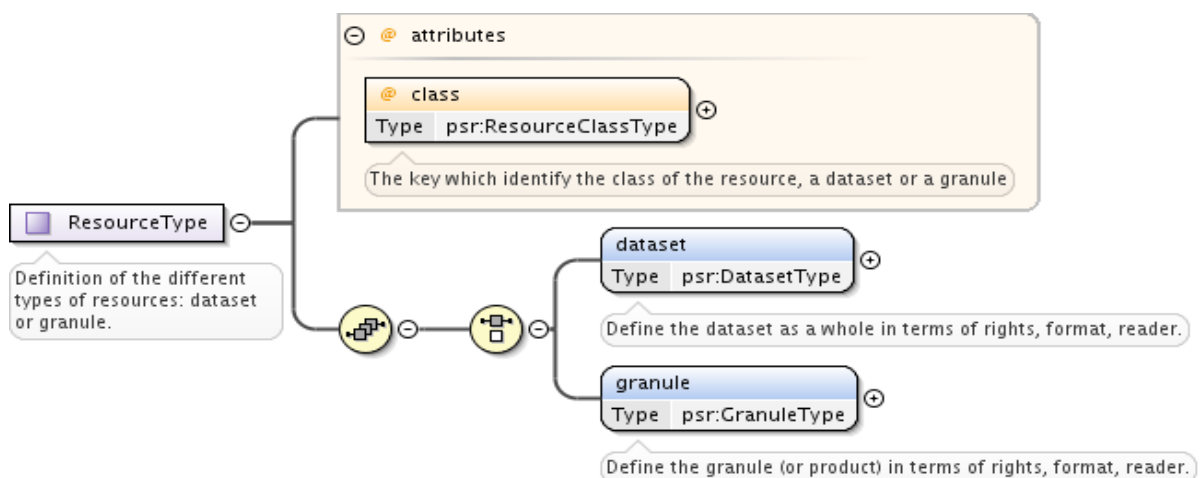 @ attributes
@ class
Type psr:ResourceClassType
The key which identify the class of the resource, a dataset or a granule
ResourceType
Definition of the different
types of resources: dataset
or granule.
dataset
Type psr:DatasetType
Define the dataset as a whole in terms of rights, format, reader.
granule
Type psr:GranuleType
Define the granule (or product) in terms of rights, format, reader.